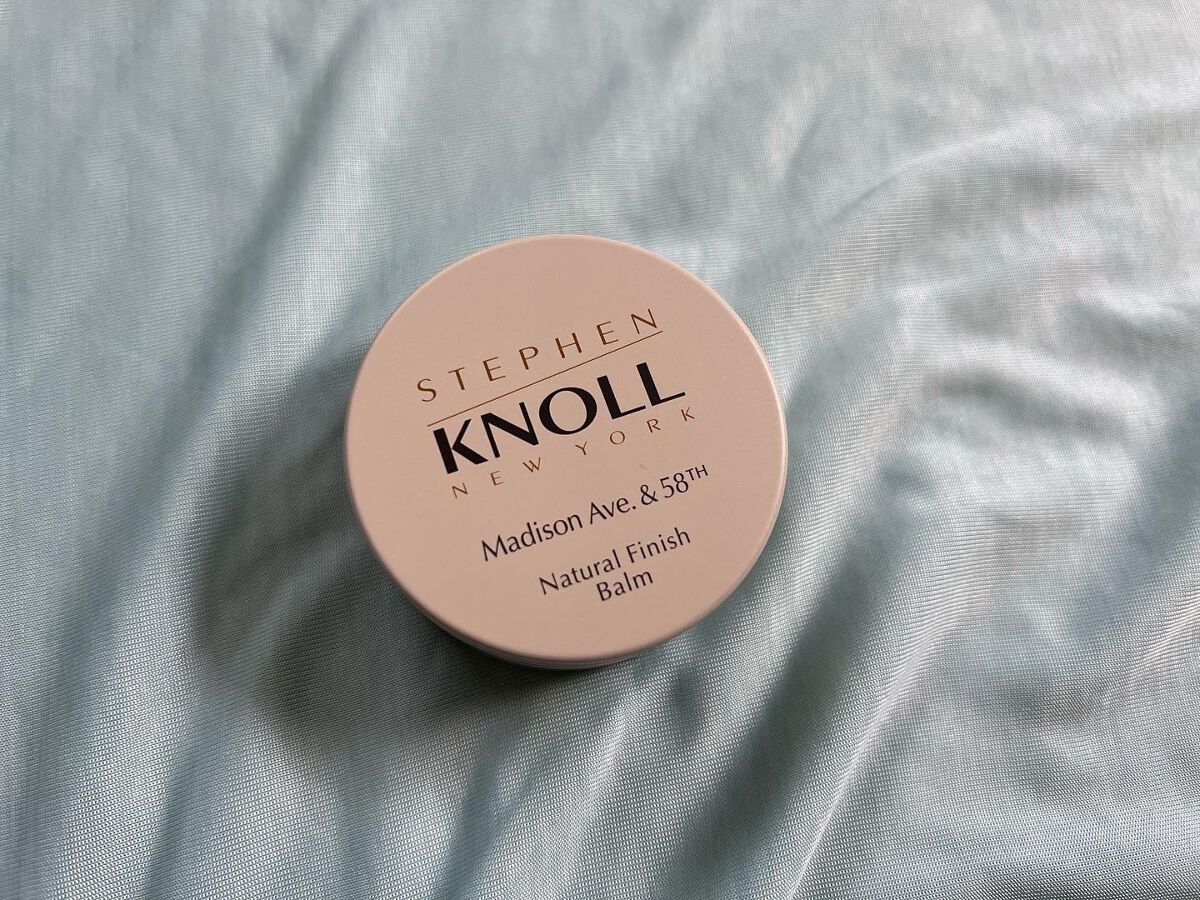 STEPHEN
KNOLL
NEW YORK
Madison Ave. & 58TH
Natural Finish
Balm